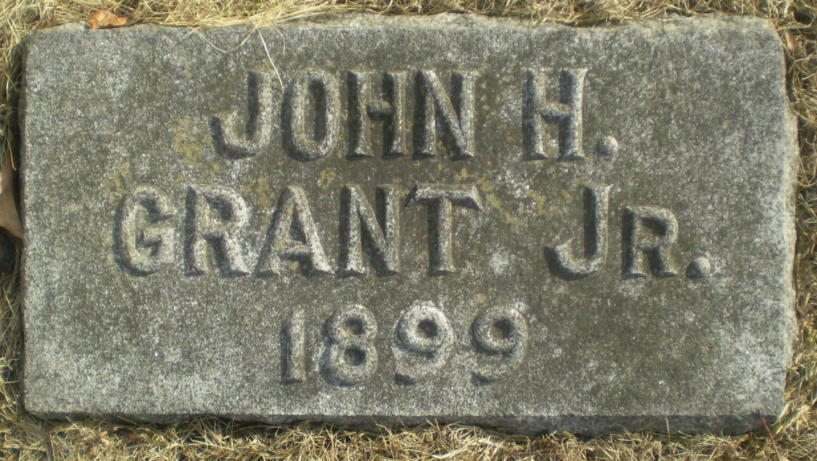 JOHN H.
GRANT JR.
1899